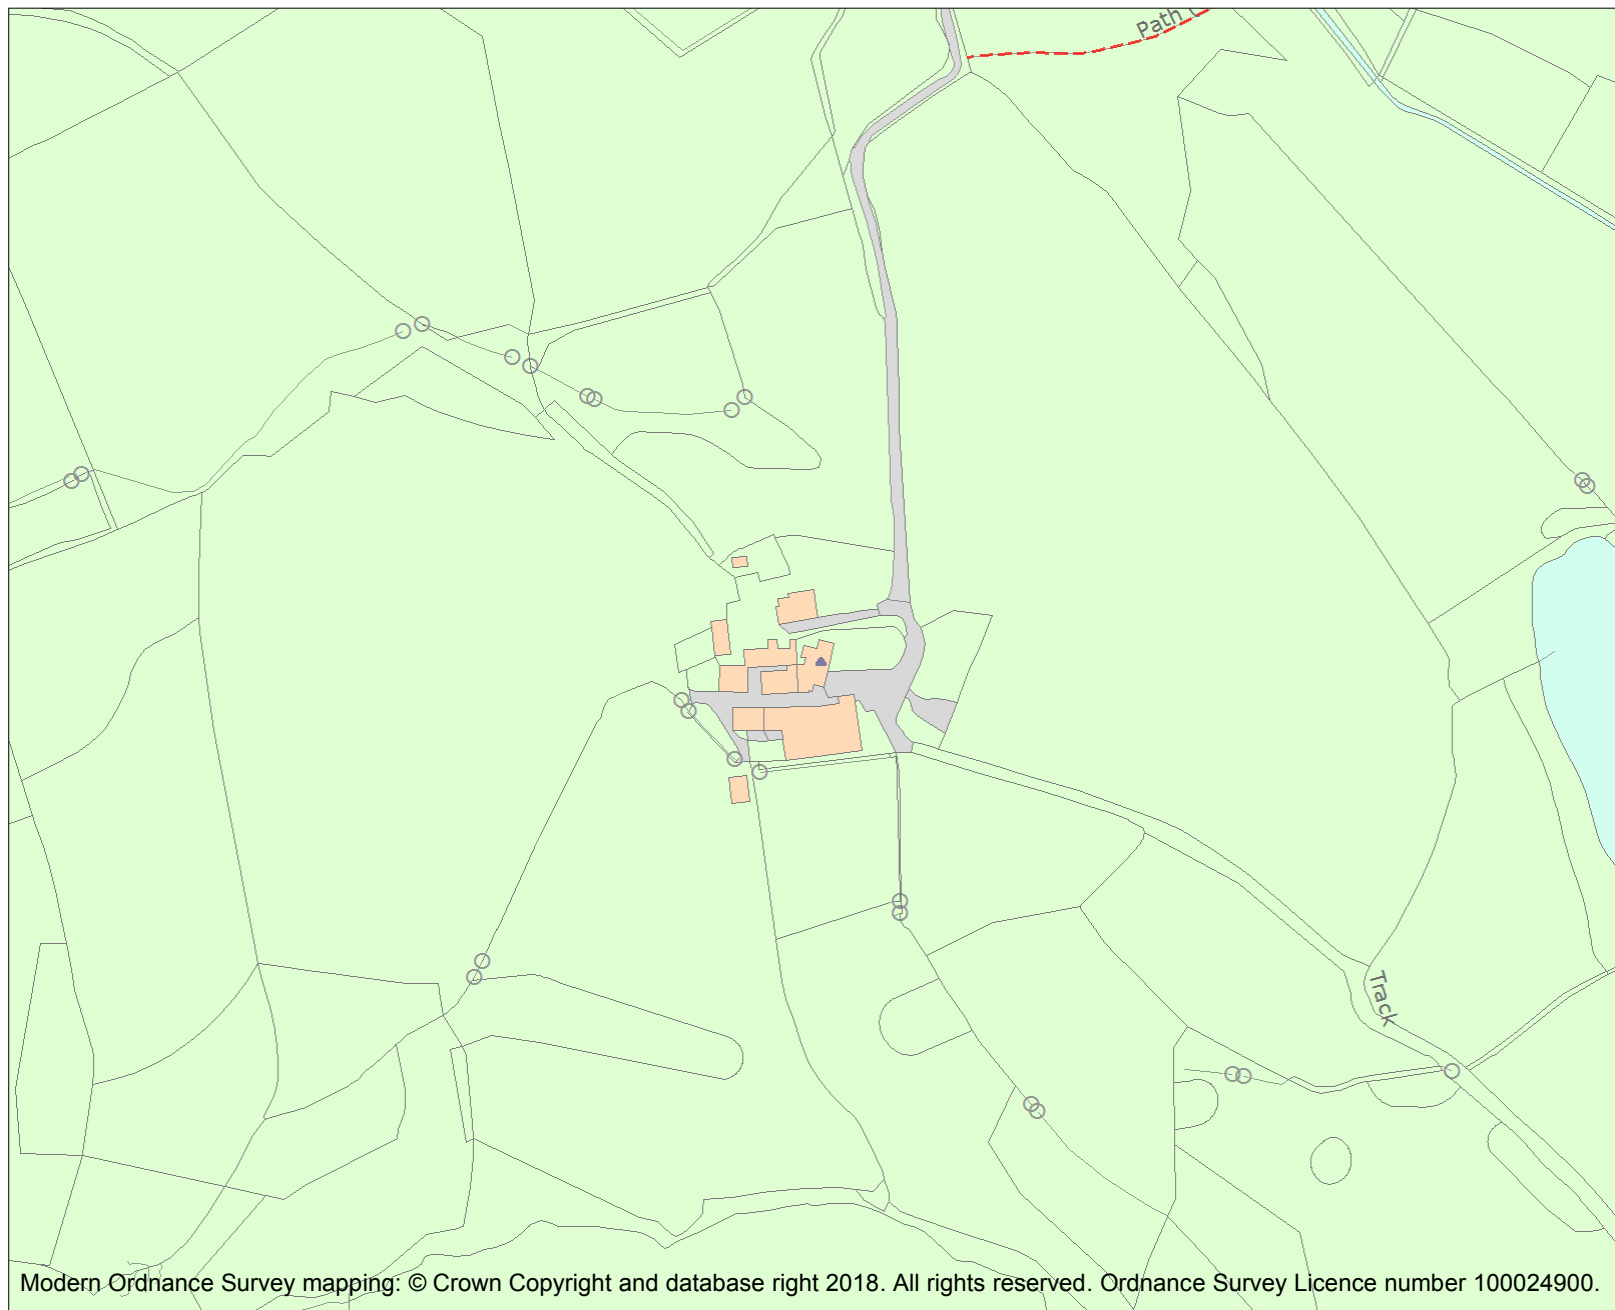 Path
Track
Modern Ordnance Survey mapping: © Crown Copyright and database right 2018. All rights reserved. Ordnance Survey Licence number 100024900.